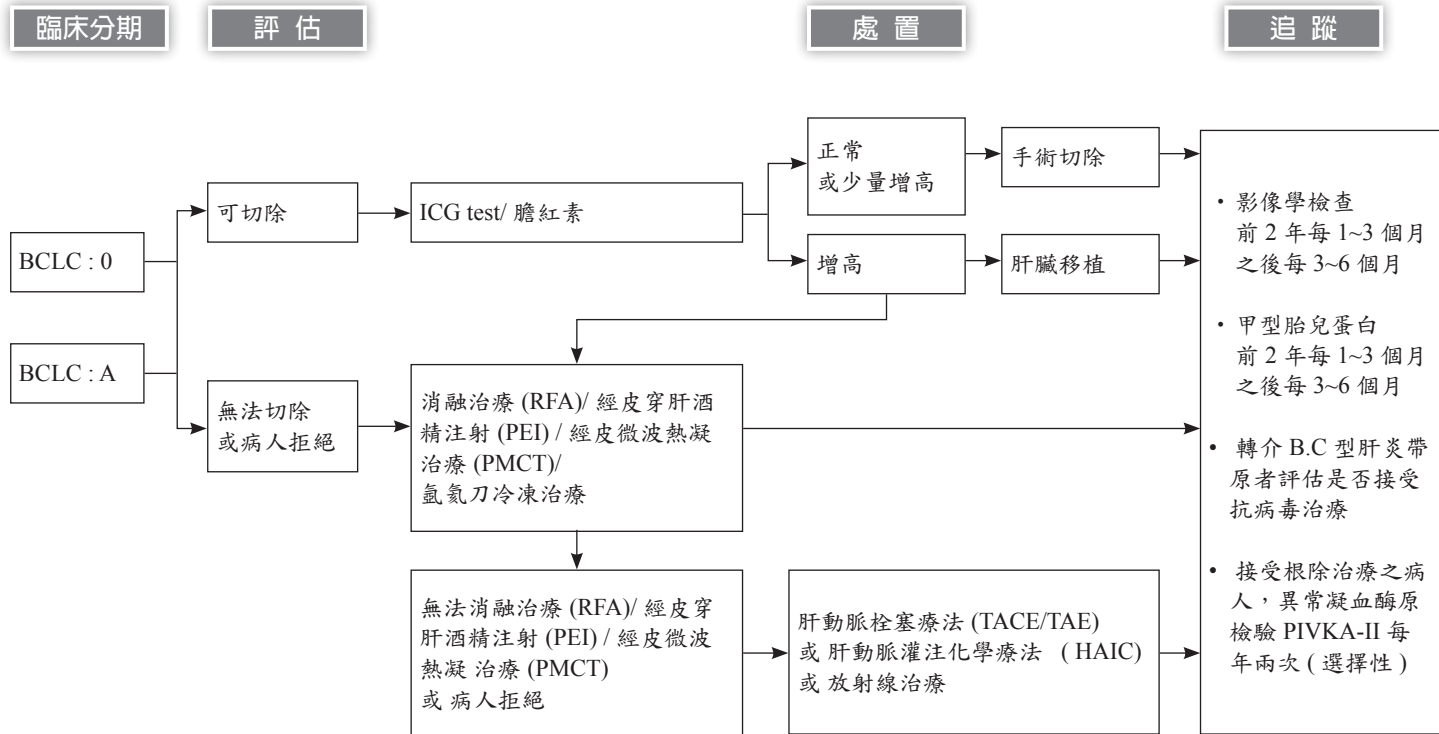 臨床分期
評 估
處 置
追 蹤
BCLC : 0
BCLC : A
可切除
無法切除
或病人拒絕
ICG test/ 膽紅素
正常
或少量增高
手術切除
增高
肝臟移植
消融治療 (RFA)/ 經皮穿肝酒
精注射 (PEI) / 經皮微波熱凝
治療 (PMCT)/
氬氦刀冷凍治療
無法消融治療 (RFA)/ 經皮穿
肝酒精注射 (PEI) / 經皮微波
熱凝 治療 (PMCT)
或 病人拒絕
肝動脈栓塞療法 (TACE/TAE)
或 肝動脈灌注化學療法 ( HAIC)
或 放射線治療
• 影像學檢查
前 2 年每 1~3 個月
之後每 3~6 個月
• 甲型胎兒蛋白
前 2 年每 1~3 個月
之後每 3~6 個月
• 轉介 B.C 型肝炎帶
原者評估是否接受
抗病毒治療
• 接受根除治療之病
人，異常凝血酶原
檢驗 PIVKA-II 每
年兩次 ( 選擇性 )